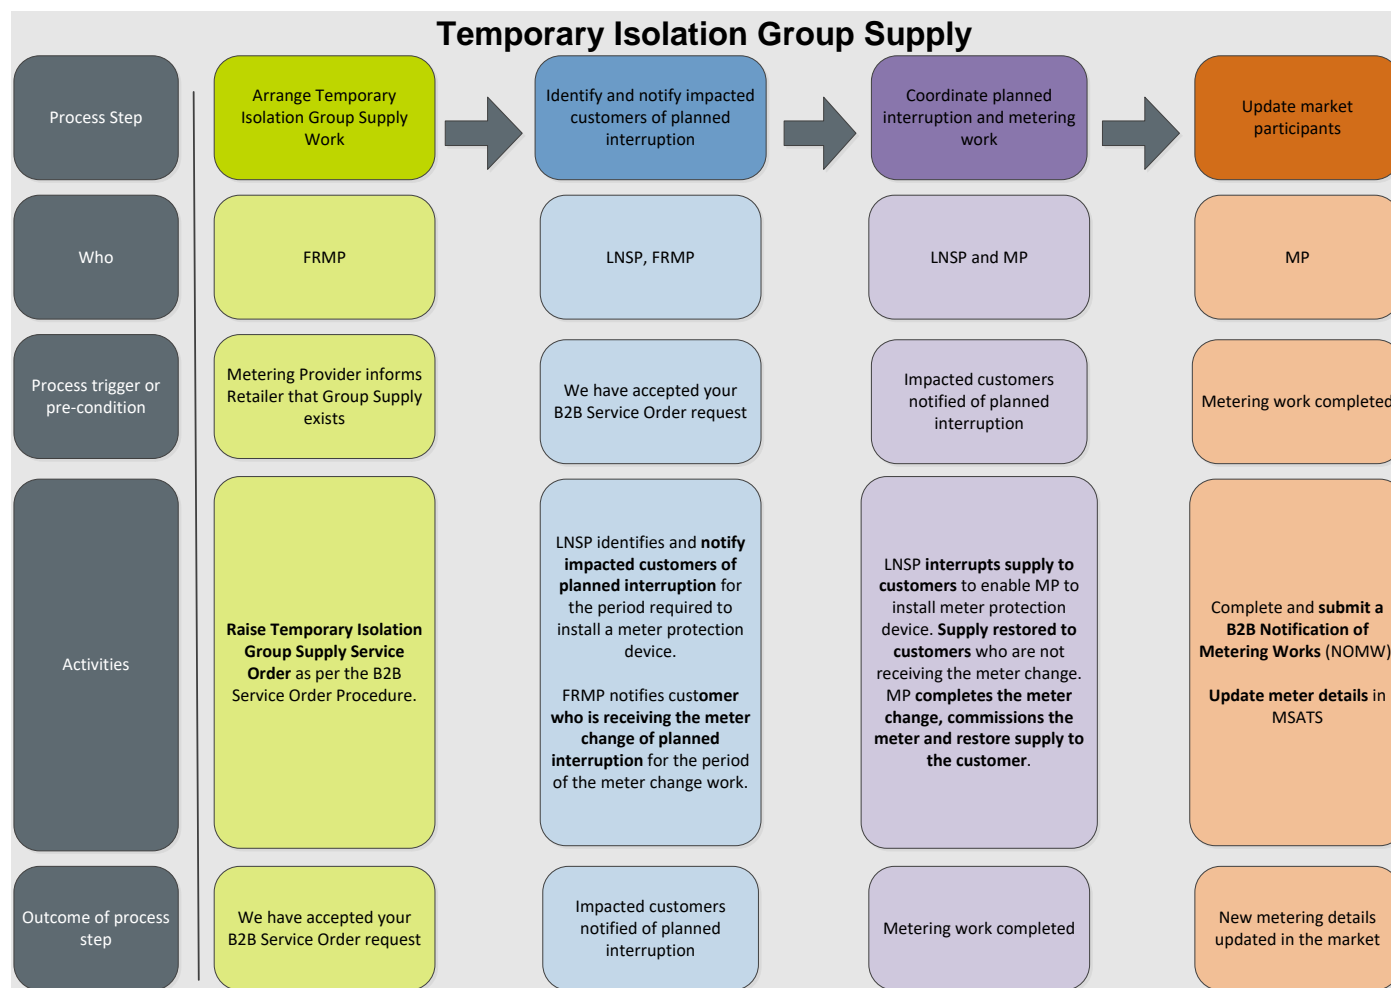 Temporary Isolation Group Supply
Process Step
Arrange Temporary
Isolation Group Supply
Work
Identify and notify impacted
customers of planned
interruption
Coordinate planned
interruption and metering
work
Update market
participants
Who
FRMP
LNSP, FRMP
LNSP and MP
MP
Process trigger or
pre-condition
Metering Provider informs
Retailer that Group Supply
exists
We have accepted your
B2B Service Order request
Impacted customers
notified of planned
interruption
Metering work completed
Activities
Raise Temporary Isolation
Group Supply Service
Order as per the B2B
Service Order Procedure.
LNSP identifies and notify
impacted customers of
planned interruption for
the period required to
install a meter protection
device.
FRMP notifies customer
who is receiving the meter
change of planned
interruption for the period
of the meter change work.
LNSP interrupts supply to
customers to enable MP to
install meter protection
device. Supply restored to
customers who are not
receiving the meter change.
MP completes the meter
change, commissions the
meter and restore supply to
the customer.
Complete and submit a
B2B Notification of
Metering Works (NOMW)
Update meter details in
MSATS
Outcome of process
step
We have accepted your
B2B Service Order request
Impacted customers
notified of planned
interruption
Metering work completed
New metering details
updated in the market